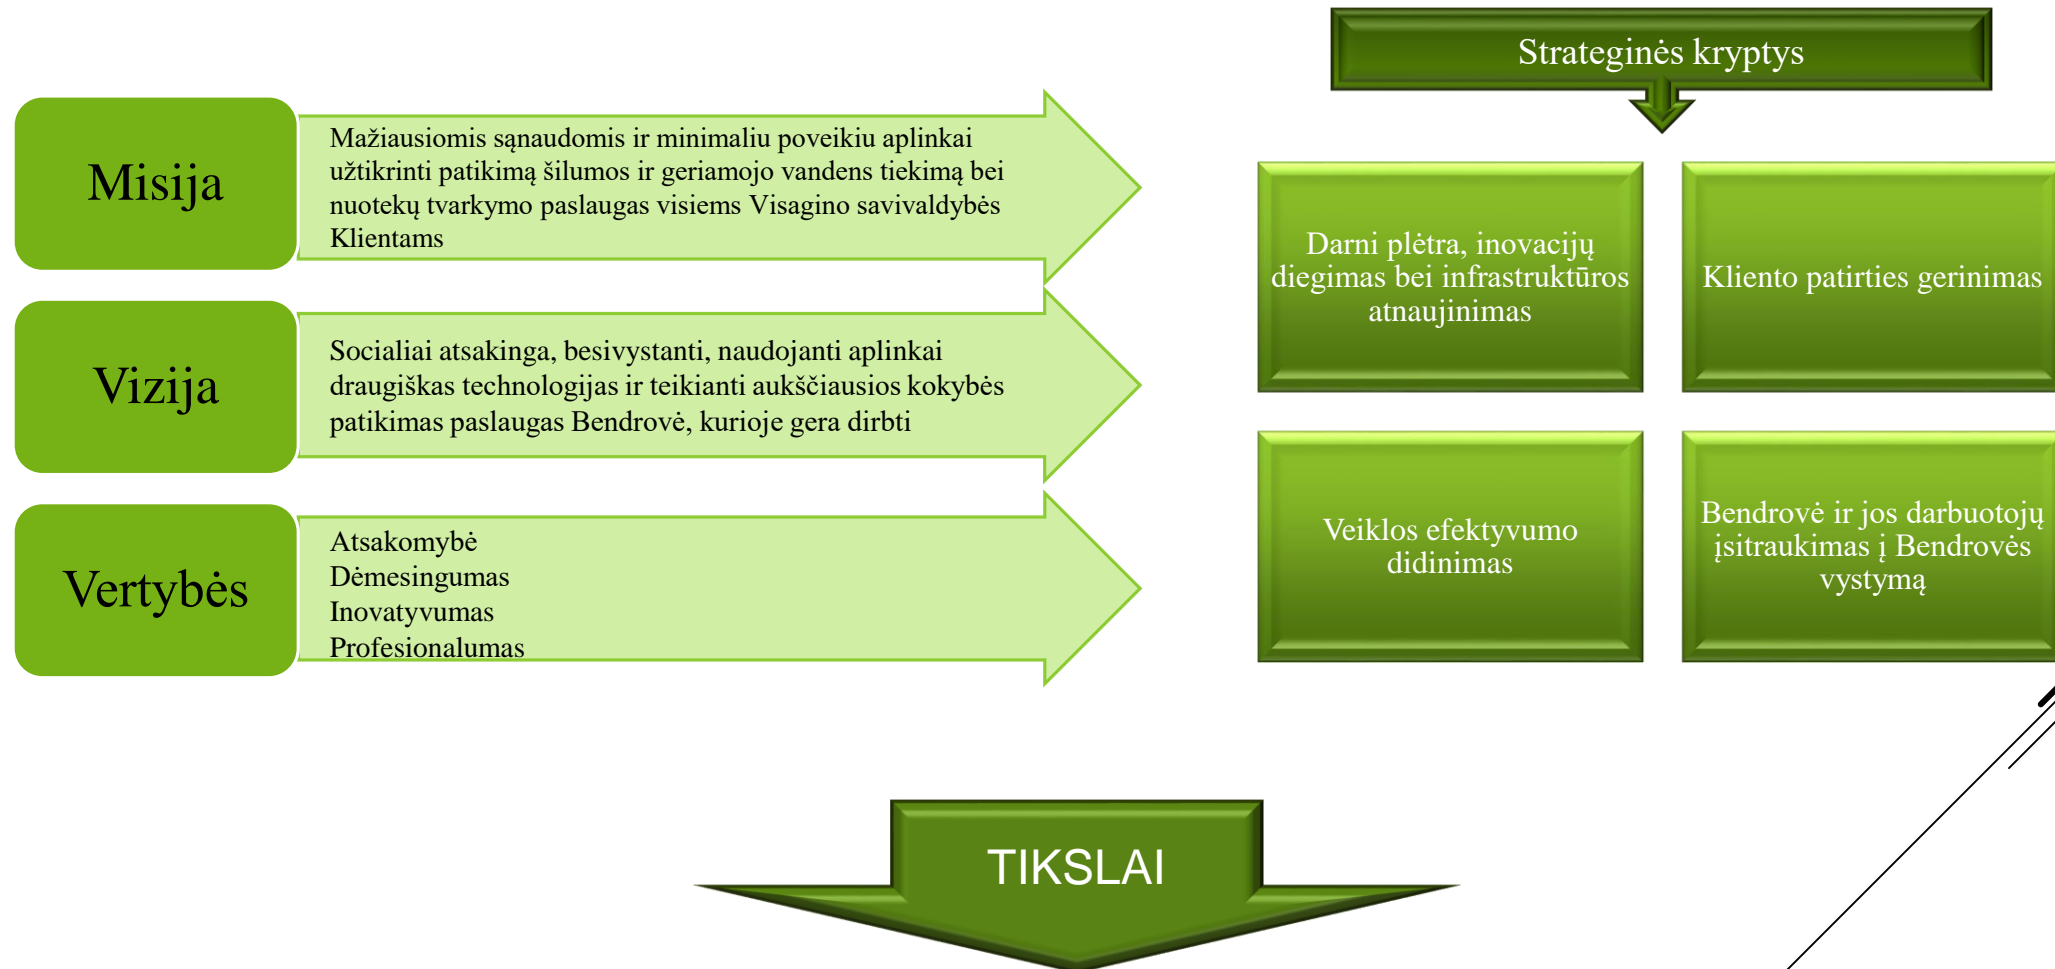 Misija
Mažiausiomis sąnaudomis ir minimaliu poveikiu aplinkai
užtikrinti patikimą šilumos ir geriamojo vandens tiekimą bei
nuotekų tvarkymo paslaugas visiems Visagino savivaldybės
Klientams
Vizija
Socialiai atsakinga, besivystanti, naudojanti aplinkai
draugiškas technologijas ir teikianti aukščiausios kokybės
patikimas paslaugas Bendrovė, kurioje gera dirbti
Vertybės
Atsakomybė
Dėmesingumas
Inovatyvumas
Profesionalumas
Strateginės kryptys
Darni plėtra, inovacijų
diegimas bei infrastruktūros
atnaujinimas
Kliento patirties gerinimas
Veiklos efektyvumo
didinimas
Bendrovė ir jos darbuotojų
įsitraukimas į Bendrovės
vystymą
TIKSLAI